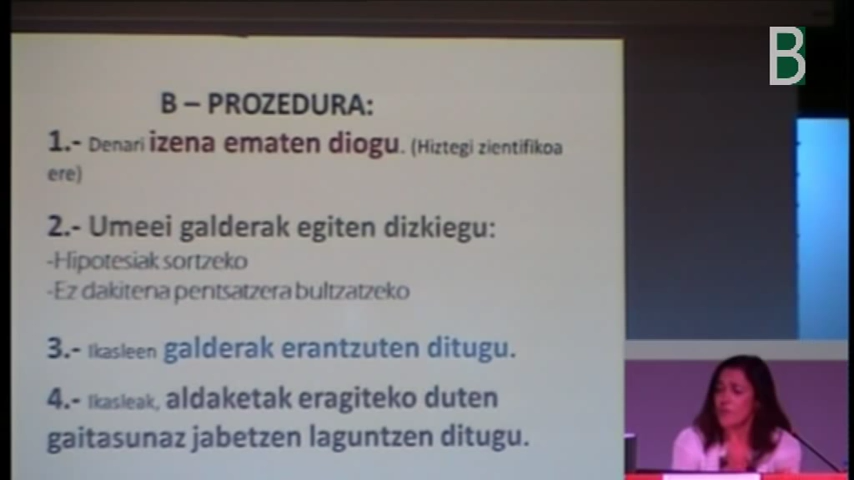 B
B – PROZEDURA:
1.- Denari izena ematen diogu. (Hiztegi zientifikoa
ere)
2.- Umeei galderak egiten dizkiegu:
-Hipotesiak sortzeko
-Ez dakitena pentsatzera bultzatzeko
3.- Ikasleen galderak erantzuten ditugu.
4.- Ikasleak, aldaketak eragiteko duten
gaitasunaz jabetzen laguntzen ditugu.